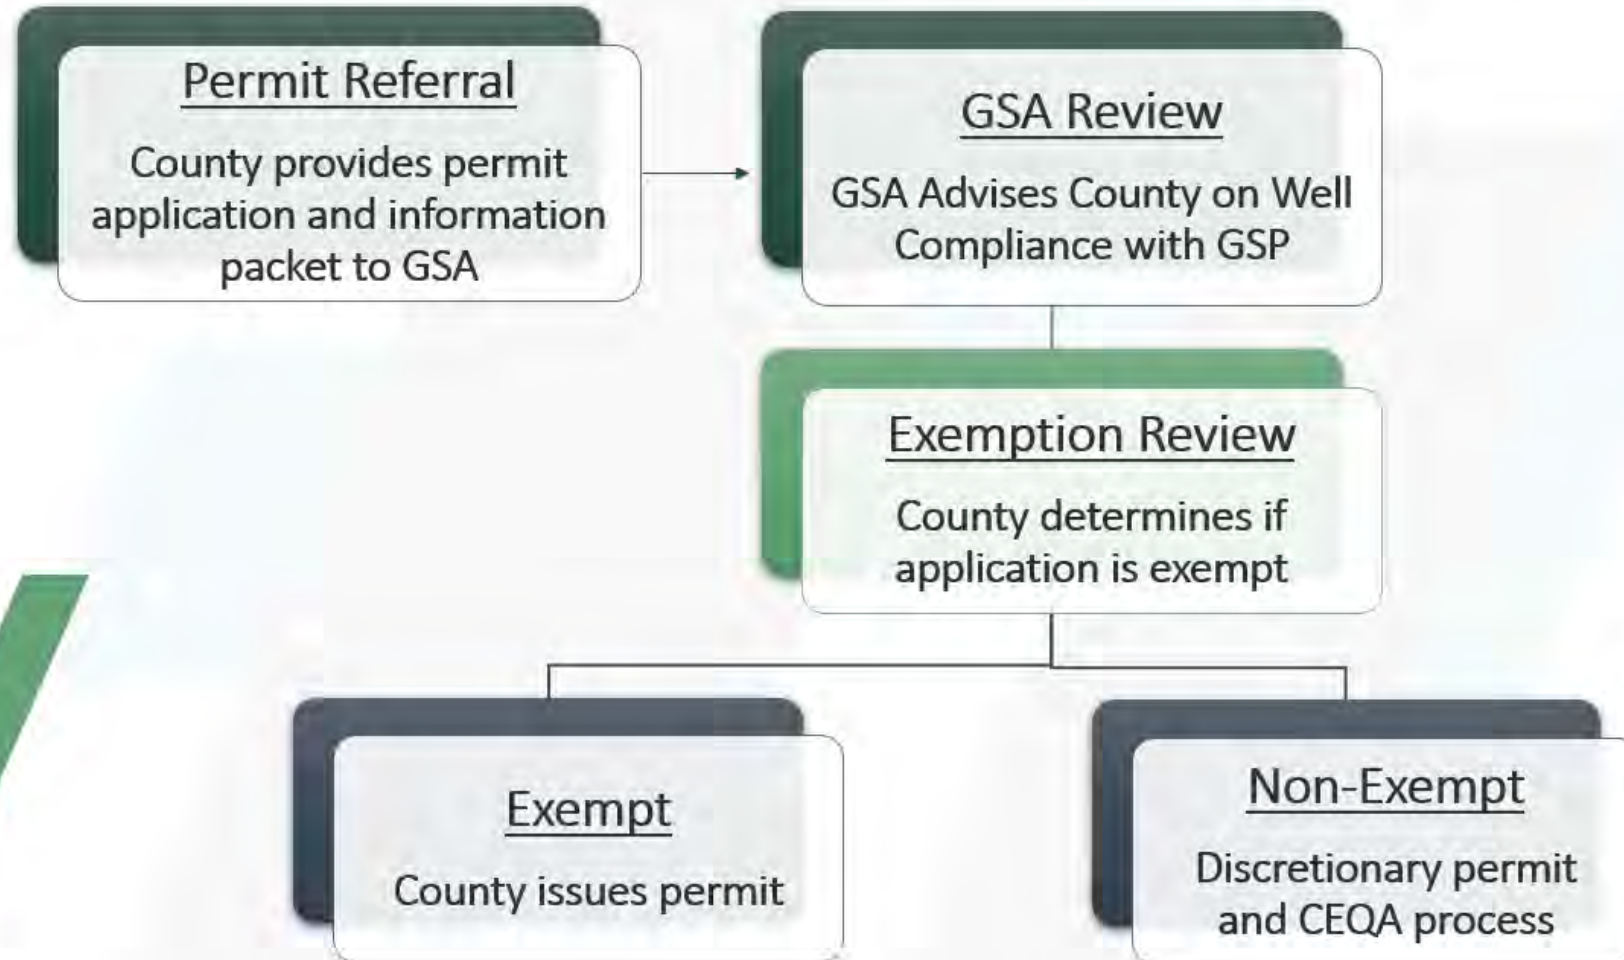 Permit Referral
County provides permit
application and information
packet to GSA
GSA Review
GSA Advises County on Well
Compliance with GSP
Exemption Review
County determines if
application is exempt
Exempt
County issues permit
Non-Exempt
Discretionary permit
and CEQA process